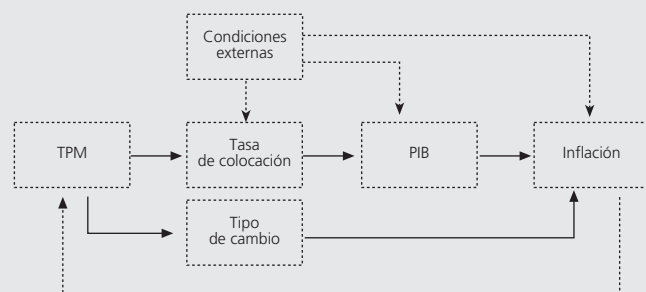 Condiciones
externas
TPM
Tasa
de colocación
PIB
Inflación
Tipo
de cambio